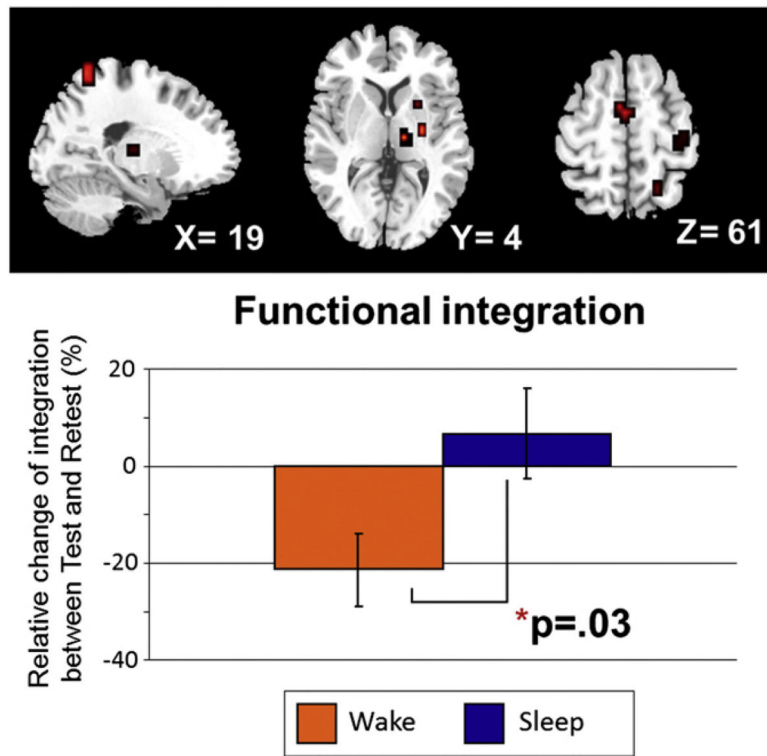 X= 19
Y= 4
Z= 61
Functional integration
Relative change of integration
between Test and Retest (%)
20
0
-20
-40
*p=.03
Wake
Sleep